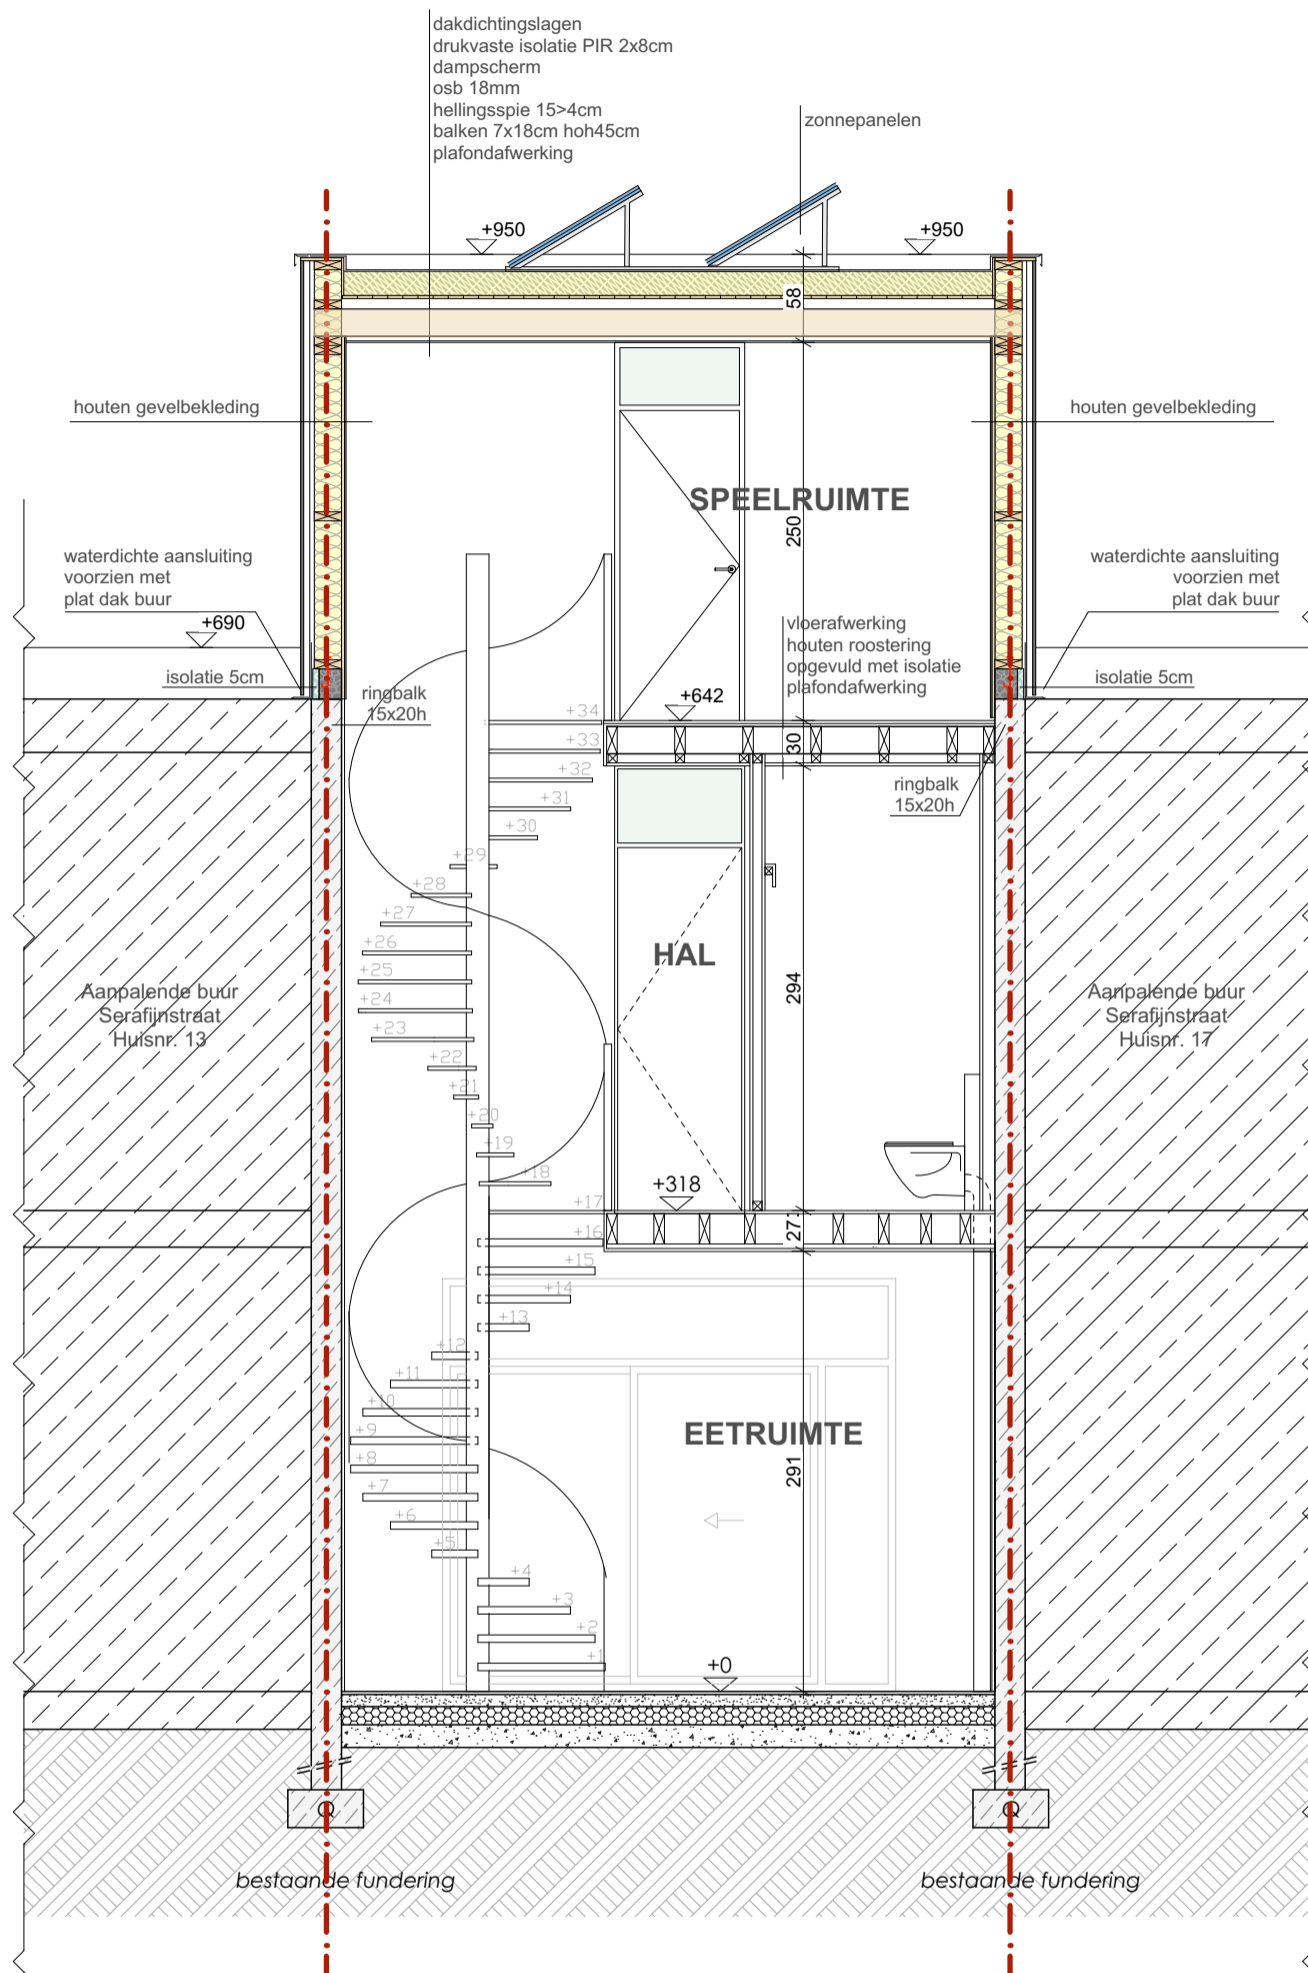 dakdichtingslagen
drukvaste isolatie PIR 2x8cm
dampscherm
osb 18mm
hellingsspie 15>4cm
balken 7x18cm hoh45cm
plafondafwerking
zonnepanelen
+950
+950
58
houten gevelbekleding
houten gevelbekleding
SPEELRUIMTE
250
waterdichte aansluiting
voorzien met
plat dak buur
waterdichte aansluiting
voorzien met
plat dak buur
+690
vloerafwerking
houten roostering
opgevuld met isolatie
plafondafwerking
isolatie 5cm
isolatie 5cm
ringbalk
15x20h
+642
+34
+33
30
+32
ringbalk
15x20h
+31
+30
+29
+28
+27
+26
HAL
+25
294
Aanpalende buur
Serafijnstraat
Huisnr. 13
Aanpalende buur
Serafijnstraat
Huisnr. 17
+24
+23
+22
+21
+20
+19
+18
+318
+17
+16
27
+15
+14
+13
+12
+11
+10
+9
EETRUIMTE
+8
291
+7
+6
+5
+4
+3
+2
+1
+0
Q
Q
bestaande fundering
bestaande fundering